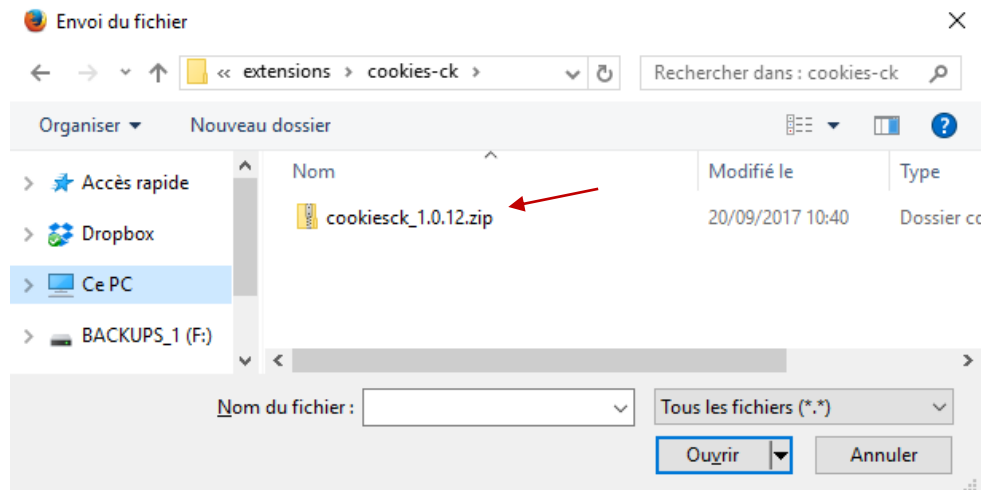 Envoi du fichier
« extensions > cookies-ck >
Rechercher dans : cookies-ck
Organiser
Nouveau dossier
Nom
Modifié le
Type
Accès rapide
cookiesck_1.0.12.zip
20/09/2017 10:40
Dossier co
Dropbox
Ce PC
BACKUPS_1 (F:)
Nom du fichier :
Tous les fichiers (*.*)
Ouvrir
Annuler